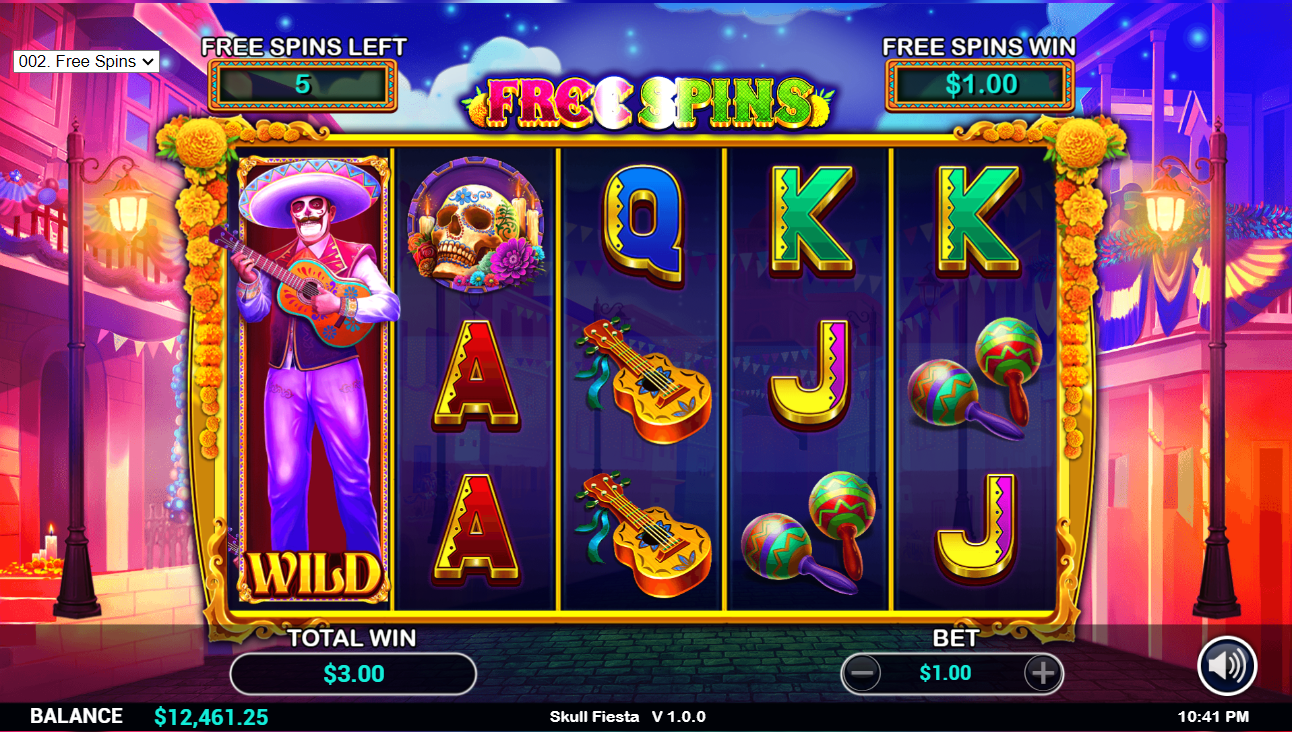 FREE SPINS LEFT
FREE SPINS WIN
002. Free Spins
5
FREE SPINS
$1.00
Q K K
A J
A J
WILD
TOTAL WIN
BET
$3.00
$1.00
BALANCE $12,461.25
Skull Fiesta V 1.0.0
10:41 PM